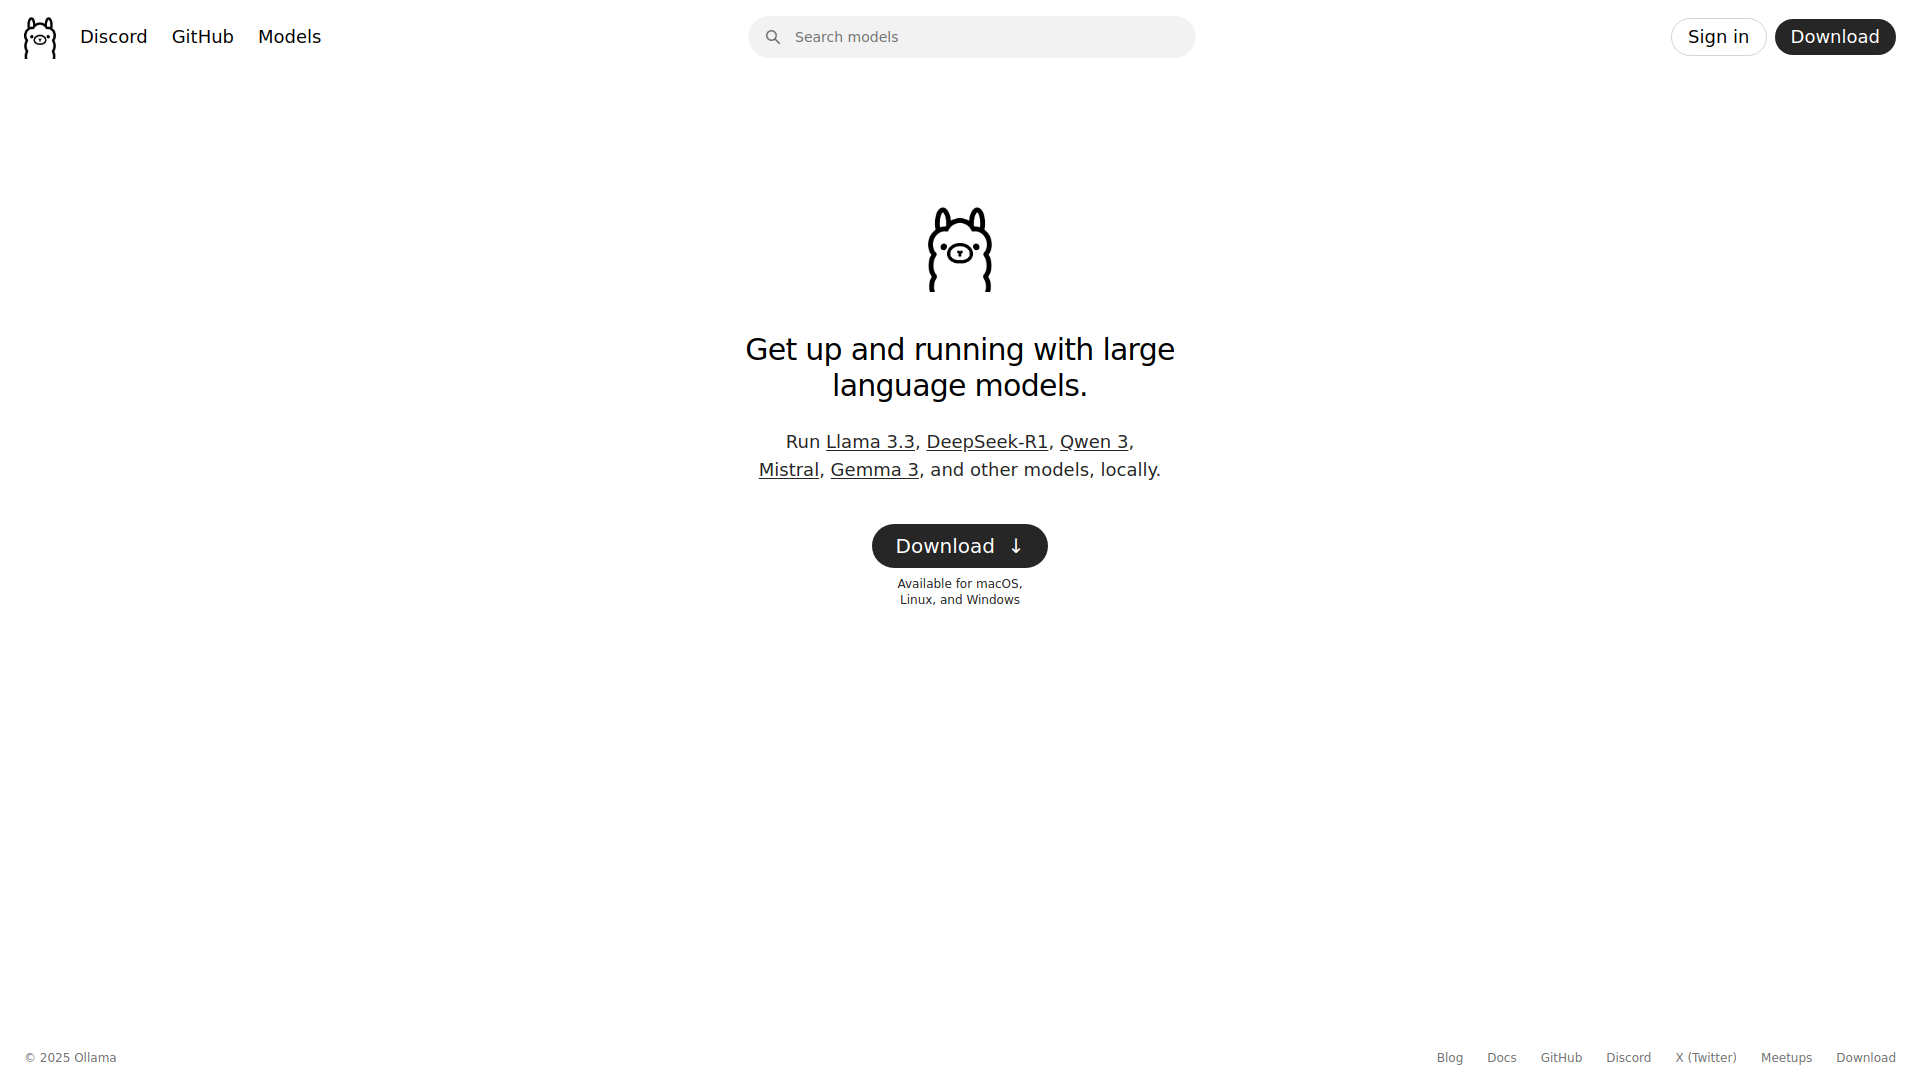 Discord GitHub Models
Search models
Sign in Download
Get up and running with large
language models.
Run Llama 3.3, DeepSeek-R1, Qwen 3,
Mistral, Gemma 3, and other models, locally.
Download ↓
Available for macOS,
Linux, and Windows
© 2025 Ollama
Blog Docs GitHub Discord X (Twitter) Meetups Download